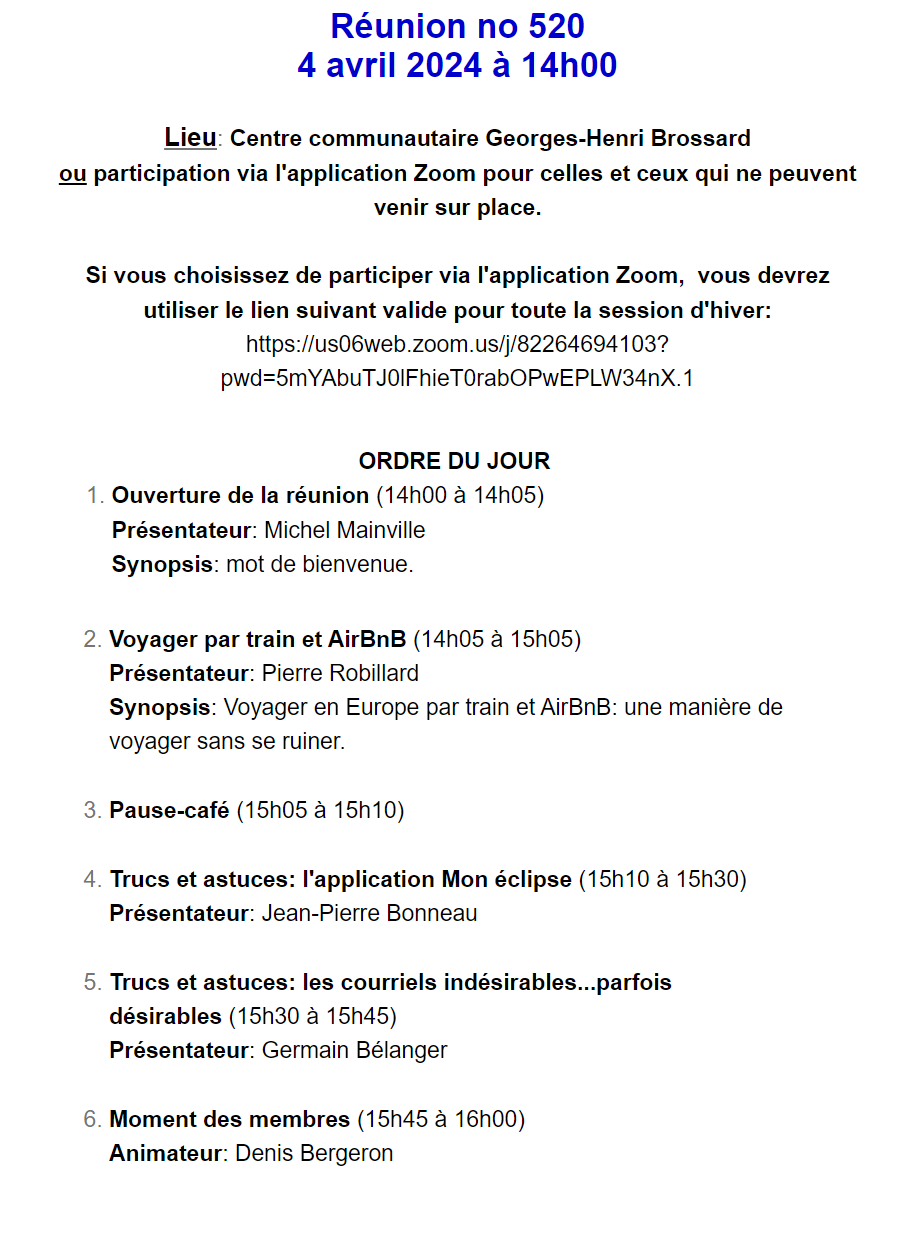 Réunion no 520
4 avril 2024 à 14h00
Lieu: Centre communautaire Georges-Henri Brossard
ou participation via l'application Zoom pour celles et ceux qui ne peuvent
venir sur place.
Si vous choisissez de participer via l'application Zoom,  vous devrez
utiliser le lien suivant valide pour toute la session d'hiver:
https://us06web.zoom.us/j/82264694103?
pwd=5mYAbuTJ0lFhieT0rabOPwEPLW34nX.1
ORDRE DU JOUR
1. Ouverture de la réunion (14h00 à 14h05)
Présentateur: Michel Mainville
Synopsis: mot de bienvenue.
2. Voyager par train et AirBnB (14h05 à 15h05)
Présentateur: Pierre Robillard
Synopsis: Voyager en Europe par train et AirBnB: une manière de
voyager sans se ruiner.
3. Pause-café (15h05 à 15h10)
4. Trucs et astuces: l'application Mon éclipse (15h10 à 15h30)
Présentateur: Jean-Pierre Bonneau
5. Trucs et astuces: les courriels indésirables...parfois
désirables (15h30 à 15h45)
Présentateur: Germain Bélanger
6. Moment des membres (15h45 à 16h00)
Animateur: Denis Bergeron